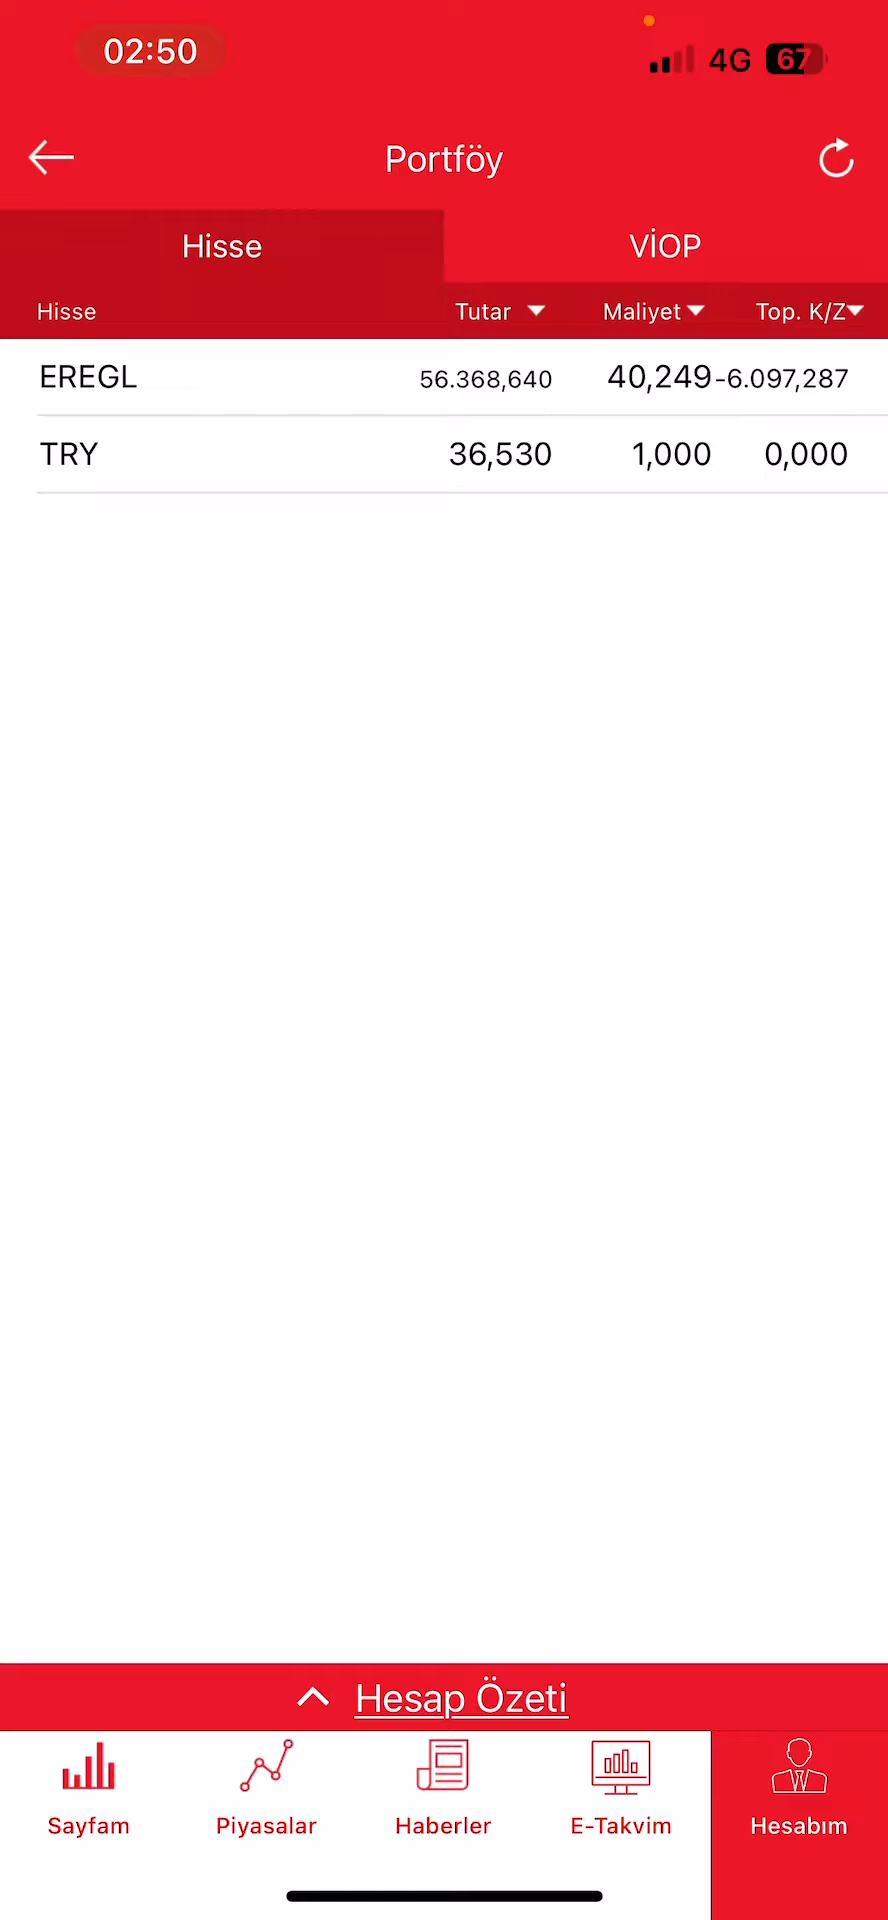 02:50 4G 67
Portföy
Hisse VİOP
Hisse Tutar Maliyet Top. K/Z
EREGL 56.368,640 40,249 -6.097,287
TRY 36,530 1,000 0,000
Hesap Özeti
Sayfam Piyasalar Haberler E-Takvim Hesabım